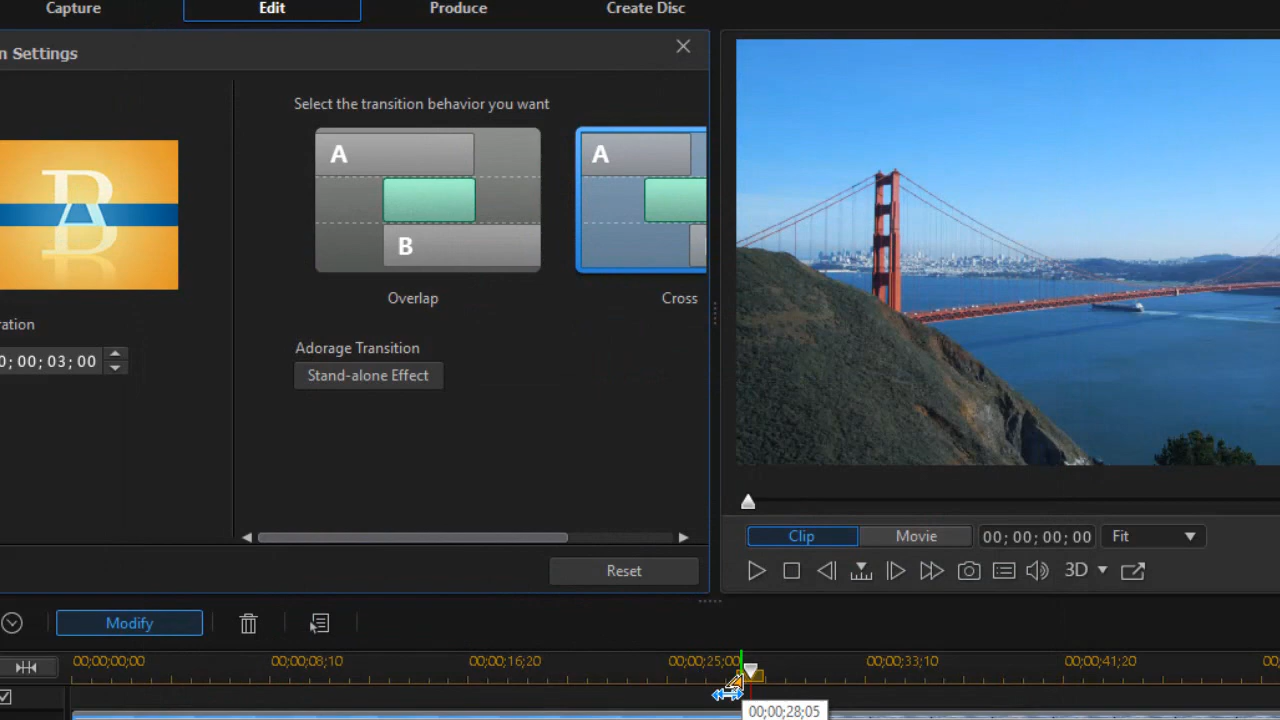 Capture
Edit
Produce
Create Disc
n Settings
Select the transition behavior you want
A
A
B
A
B
Overlap
Cross
ration
0; 00; 03; 00
Adorage Transition
Stand-alone Effect
Clip
Movie
00; 00; 00; 00
Fit
Reset
3D
Modify
00;00;00;00
00;00;08;10
00;00;16;20
00;00;25;00
00;00;33;10
00;00;41;20
00;00;28;05